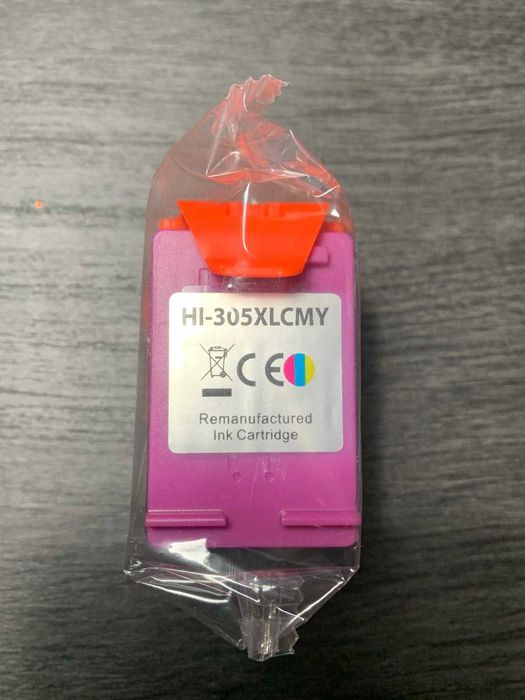 HI-305XLCMY
CE
Remanufactured
Ink Cartridge